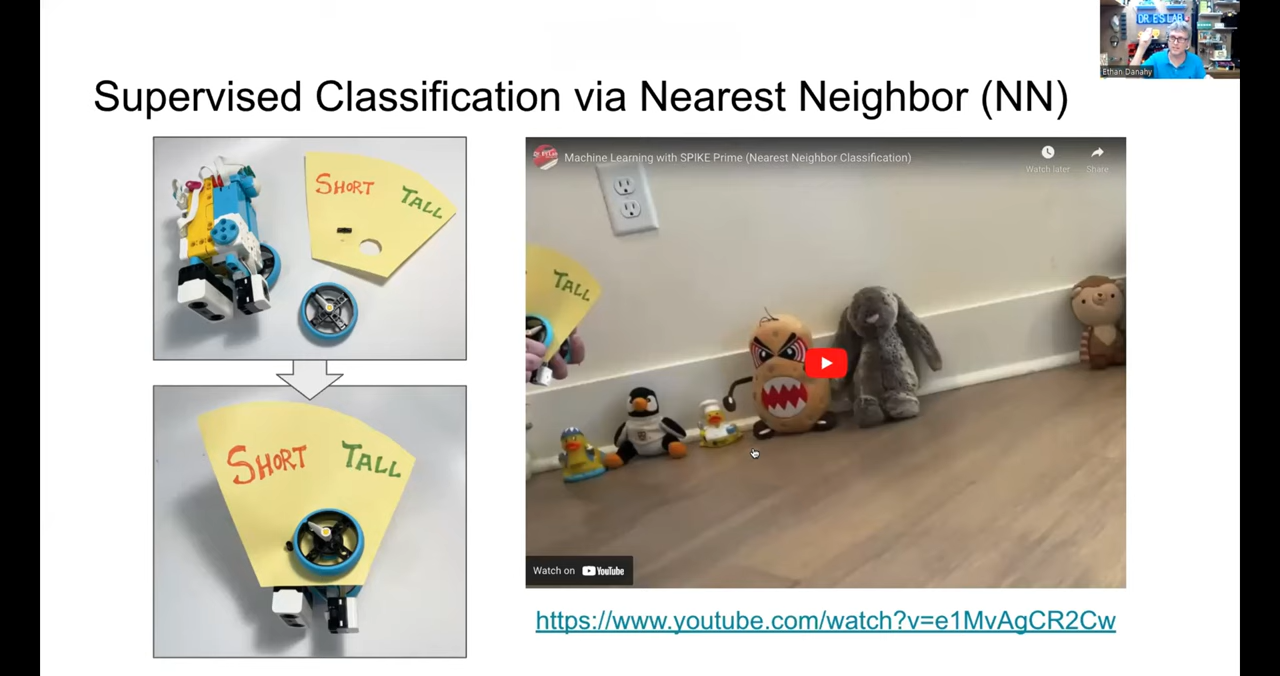 DR. E'S LAB
Ethan Danahy
Supervised Classification via Nearest Neighbor (NN)
SHORT TALL
Machine Learning with SPIKE Prime (Nearest Neighbor Classification)
Watch later
Share
TALL
SHORT TALL
Watch on YouTube
https://www.youtube.com/watch?v=e1MvAgCR2Cw